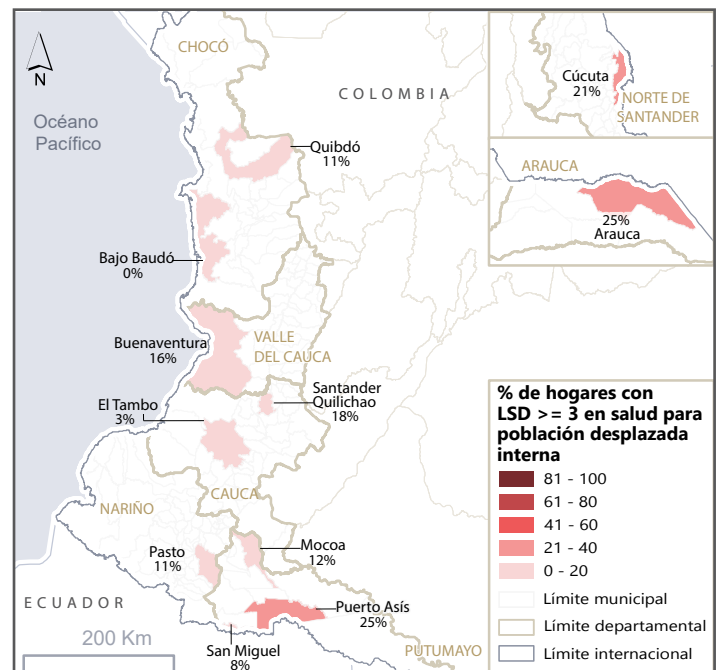 CHOCÓ
N
COLOMBIA
Océano
Pacífico
Quibdó
11%
Bajo Baudó
0%
Buenaventura
16%
VALLE
DEL CAUCA
El Tambo
3%
Santander
Quilichao
18%
NARIÑO
CAUCA
Pasto
11%
Mocoa
12%
ECUADOR
Puerto Asís
25%
200 Km
San Miguel
8%
PUTUMAYO
Cúcuta
21%
NORTE DE
SANTANDER
ARAUCA
25%
Arauca
% de hogares con
LSD >= 3 en salud para
población desplazada
interna
81 - 100
61 - 80
41 - 60
21 - 40
0 - 20
Límite municipal
Límite departamental
Límite internacional